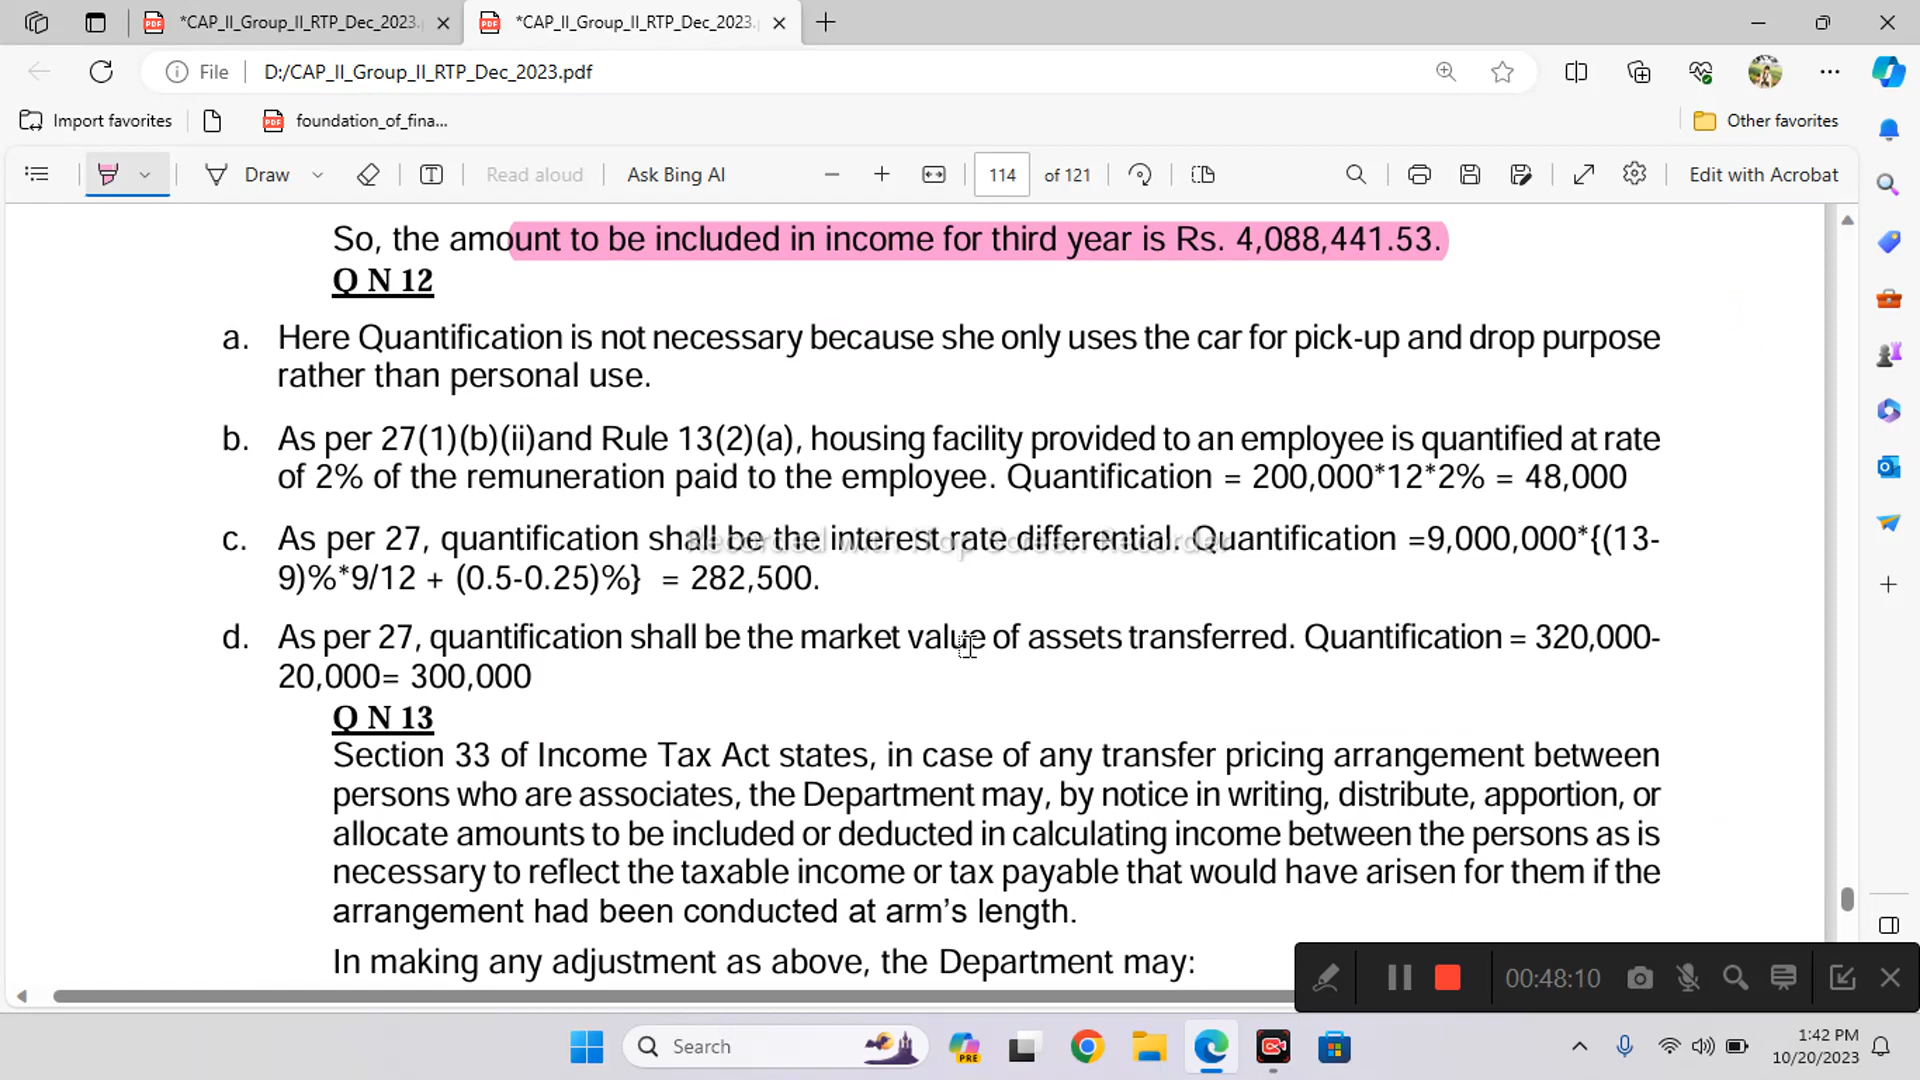 *CAP_II_Group_II_RTP_Dec_2023.
*CAP_II_Group_II_RTP_Dec_2023.
File
D:/CAP_II_Group_II_RTP_Dec_2023.pdf
Import favorites
foundation_of_fina...
Other favorites
Draw
Read aloud
Ask Bing AI
114
of 121
Edit with Acrobat
So, the amount to be included in income for third year is Rs. 4,088,441.53.
Q N 12
a. Here Quantification is not necessary because she only uses the car for pick-up and drop purpose
rather than personal use.
b. As per 27(1)(b)(ii)and Rule 13(2)(a), housing facility provided to an employee is quantified at rate
of 2% of the remuneration paid to the employee. Quantification = 200,000*12*2% = 48,000
c. As per 27, quantification shall be the interest rate differential. Quantification =9,000,000*{(13-
9)%*9/12 + (0.5-0.25)%} = 282,500.
Recorded with iTop Screen Recorder
d. As per 27, quantification shall be the market value of assets transferred. Quantification = 320,000-
20,000= 300,000
Q N 13
Section 33 of Income Tax Act states, in case of any transfer pricing arrangement between
persons who are associates, the Department may, by notice in writing, distribute, apportion, or
allocate amounts to be included or deducted in calculating income between the persons as is
necessary to reflect the taxable income or tax payable that would have arisen for them if the
arrangement had been conducted at arm's length.
In making any adjustment as above, the Department may:
00:48:10
Search
PRE
1:42 PM
10/20/2023